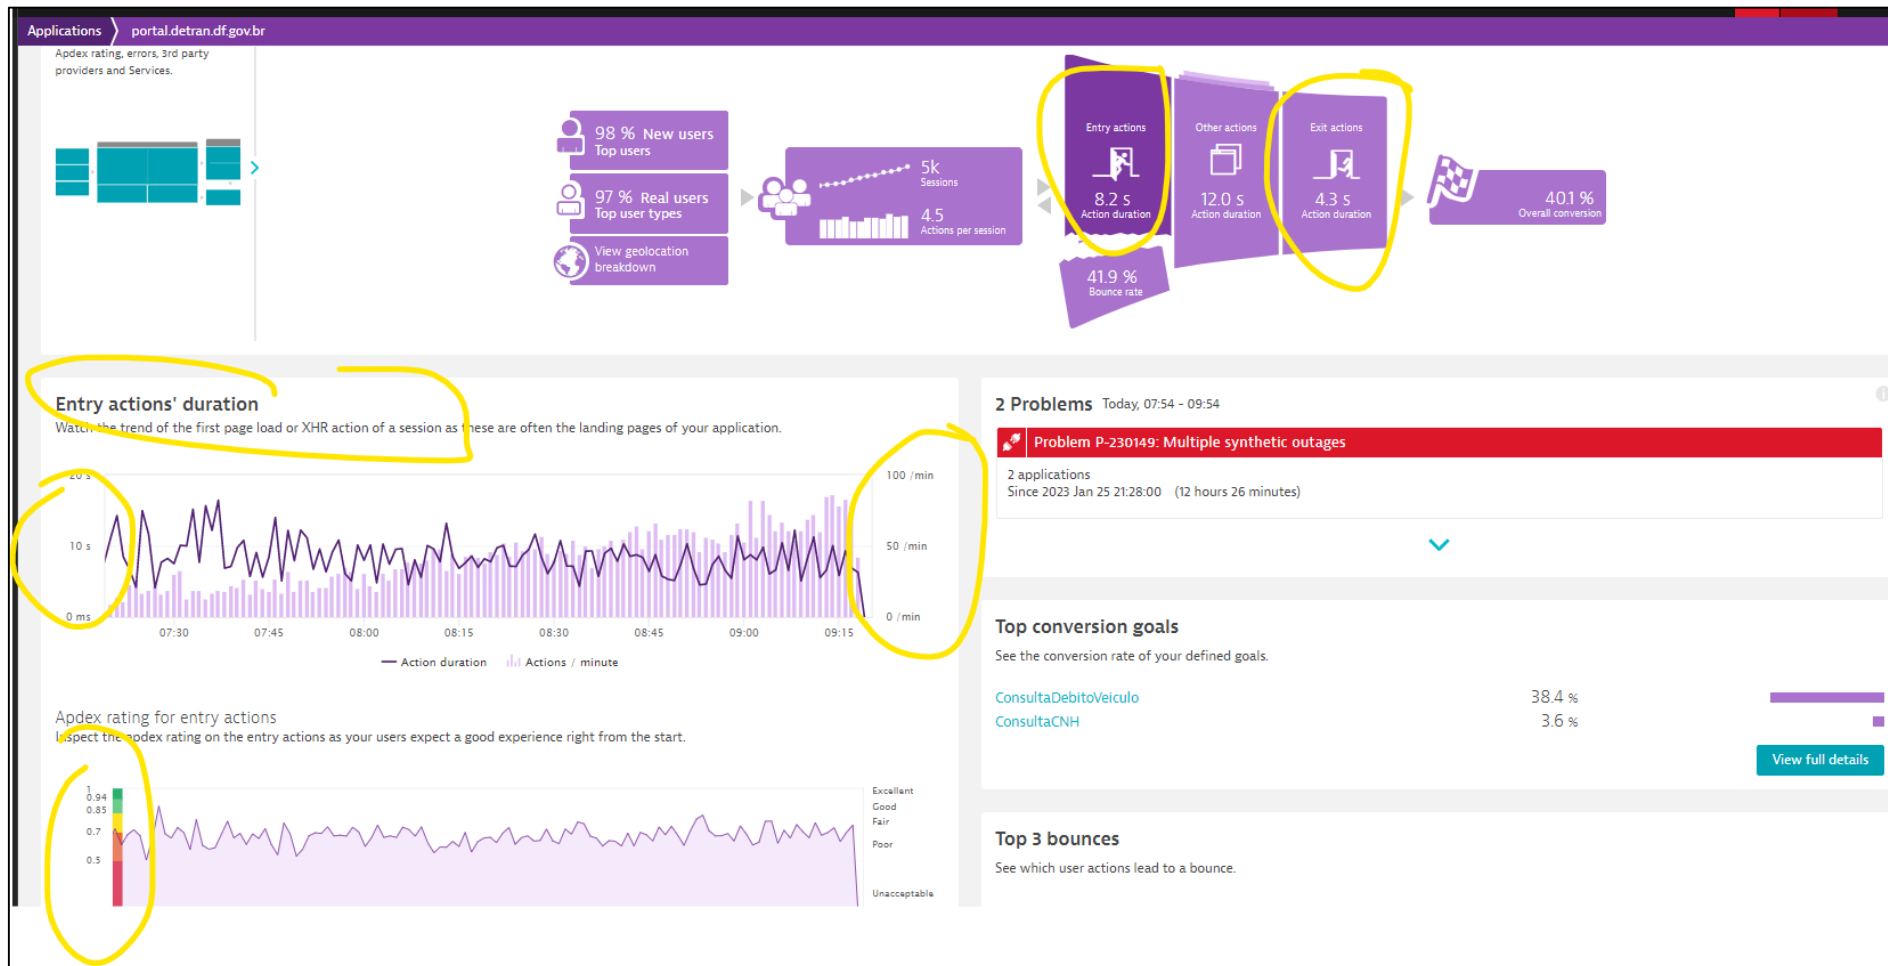 Applications
portal.detran.df.gov.br
Apdex rating, errors, 3rd party
providers and Services.
98 % New users
Top users
97 % Real users
Top user types
View geolocation
breakdown
5k
Sessions
4.5
Actions per session
Entry actions
8.2 s
Action duration
41.9 %
Bounce rate
Other actions
12.0 s
Action duration
Exit actions
4.3 s
Action duration
40.1 %
Overall conversion
Entry actions' duration
Watch the trend of the first page load or XHR action of a session as these are often the landing pages of your application.
20 s
10 s
0 ms
100 /min
50 /min
0 /min
07:30 07:45 08:00 08:15 08:30 08:45 09:00 09:15
Action duration Actions / minute
Apdex rating for entry actions
Inspect the apdex rating on the entry actions as your users expect a good experience right from the start.
1
0.94
0.85
0.7
0.5
Excellent
Good
Fair
Poor
Unacceptable
2 Problems Today, 07:54 - 09:54
Problem P-230149: Multiple synthetic outages
2 applications
Since 2023 Jan 25 21:28:00 (12 hours 26 minutes)
Top conversion goals
See the conversion rate of your defined goals.
ConsultaDebitoVeiculo 38.4 %
ConsultaCNH 3.6 %
View full details
Top 3 bounces
See which user actions lead to a bounce.